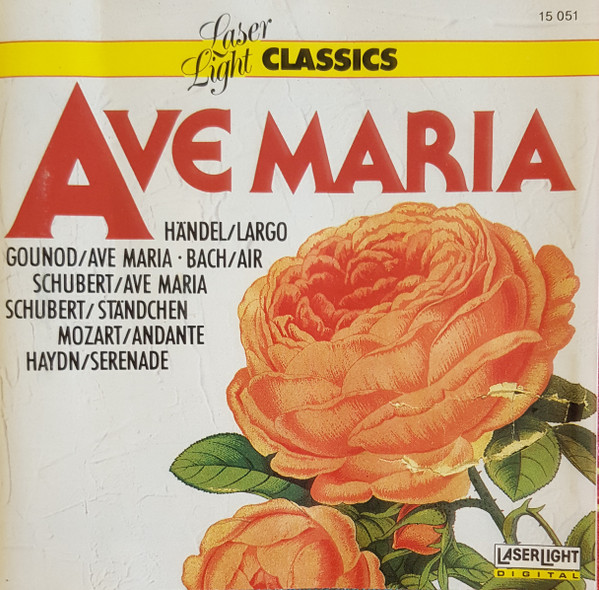 15 051
Laser
Light CLASSICS
AVE MARIA
HÄNDEL/LARGO
GOUNOD/AVE MARIA · BACH/AIR
SCHUBERT/AVE MARIA
SCHUBERT/STÄNDCHEN
MOZART/ANDANTE
HAYDN/SERENADE
LASERLIGHT
DIGITAL